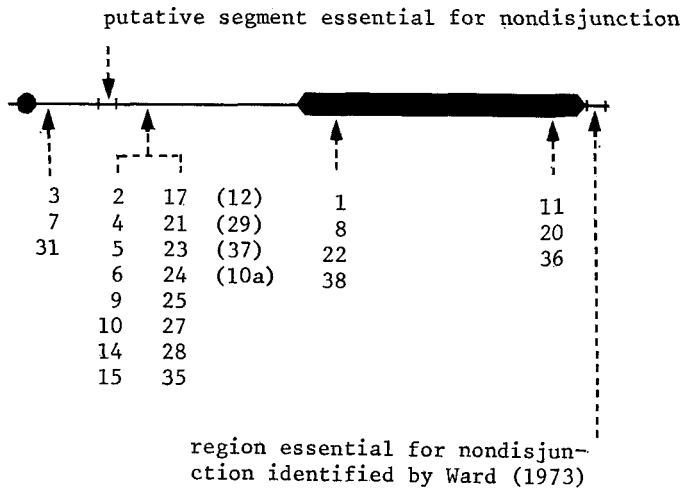 putative segment essential for nondisjunction
3 2 17 (12) 1 11
7 4 21 (29) 8 20
31 5 23 (37) 22 36
6 24 (10a) 38
9 25
10 27
14 28
15 35
region essential for nondisjun-
ction identified by Ward (1973)